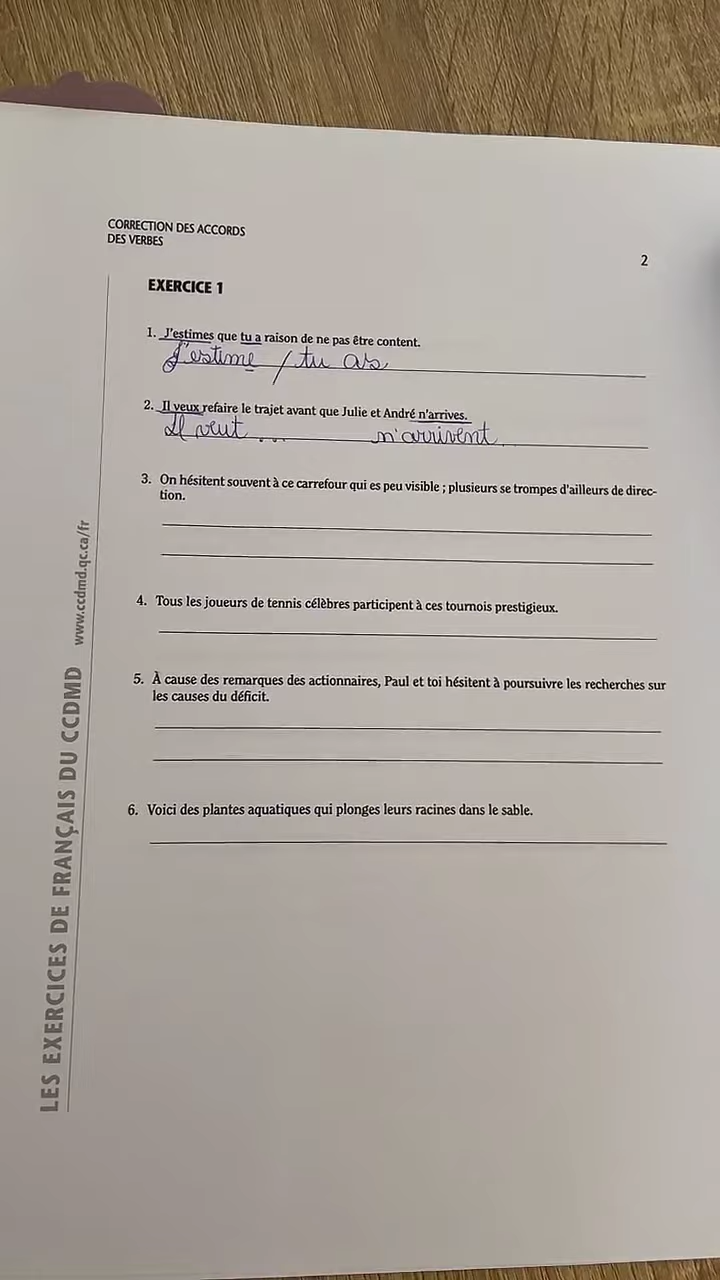 CORRECTION DES ACCORDS
DES VERBES
2
EXERCICE 1
1. J'estimes que tu a raison de ne pas être content.
J'estime / tu as
2. Il veux refaire le trajet avant que Julie et André n'arrives.
Il veut ... n'arrivent
3. On hésitent souvent à ce carrefour qui es peu visible ; plusieurs se trompes d'ailleurs de direc-
tion.
4. Tous les joueurs de tennis célèbres participent à ces tournois prestigieux.
5. À cause des remarques des actionnaires, Paul et toi hésitent à poursuivre les recherches sur
les causes du déficit.
6. Voici des plantes aquatiques qui plonges leurs racines dans le sable.
LES EXERCICES DE FRANÇAIS DU CCDMD www.ccdmd.qc.ca/fr